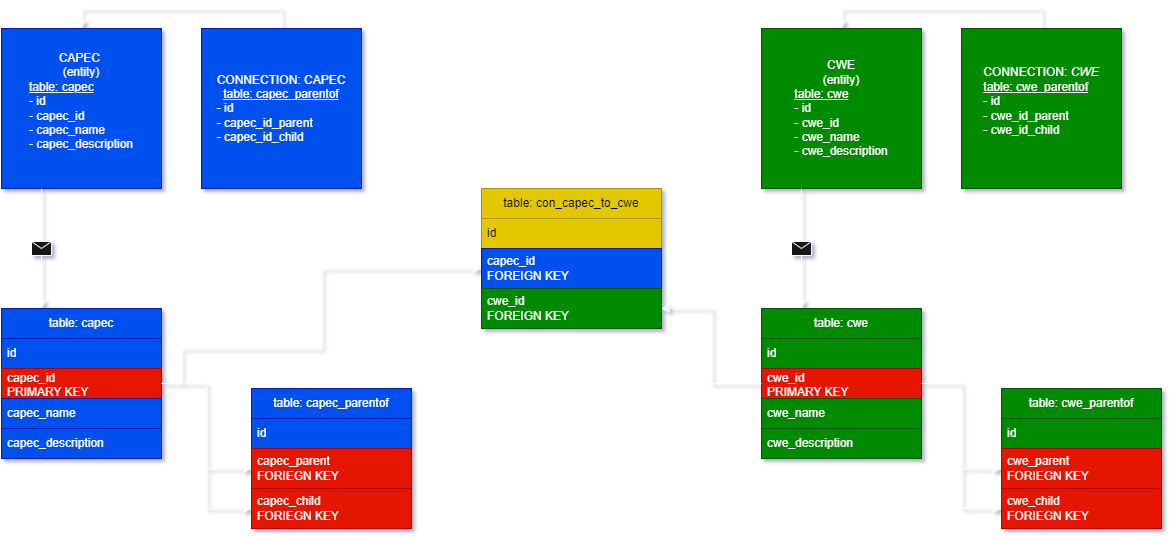 CAPEC
(entity)
table: capec
- id
- capec_id
- capec_name
- capec_description
CONNECTION: CAPEC
table: capec_parentof
- id
- capec_id_parent
- capec_id_child
CWE
(entity)
table: cwe
- id
- cwe_id
- cwe_name
- cwe_description
CONNECTION: CWE
table: cwe_parentof
- id
- cwe_id_parent
- cwe_id_child
table: con_capec_to_cwe
id
capec_id
FOREIGN KEY
cwe_id
FOREIGN KEY
table: capec
id
capec_id
PRIMARY KEY
capec_name
capec_description
table: capec_parentof
id
capec_parent
FORIEGN KEY
capec_child
FORIEGN KEY
table: cwe
id
cwe_id
PRIMARY KEY
cwe_name
cwe_description
table: cwe_parentof
id
cwe_parent
FORIEGN KEY
cwe_child
FORIEGN KEY